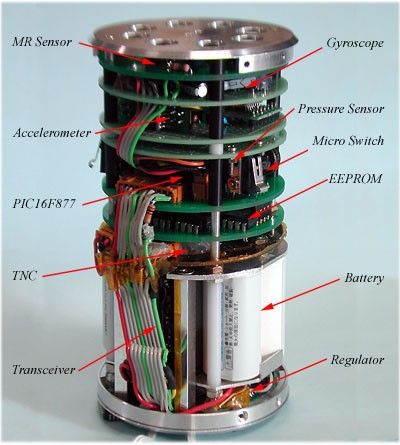 MR Sensor
Gyroscope
Pressure Sensor
Accelerometer
Micro Switch
PIC16F877
EEPROM
TNC
Battery
Transceiver
Regulator